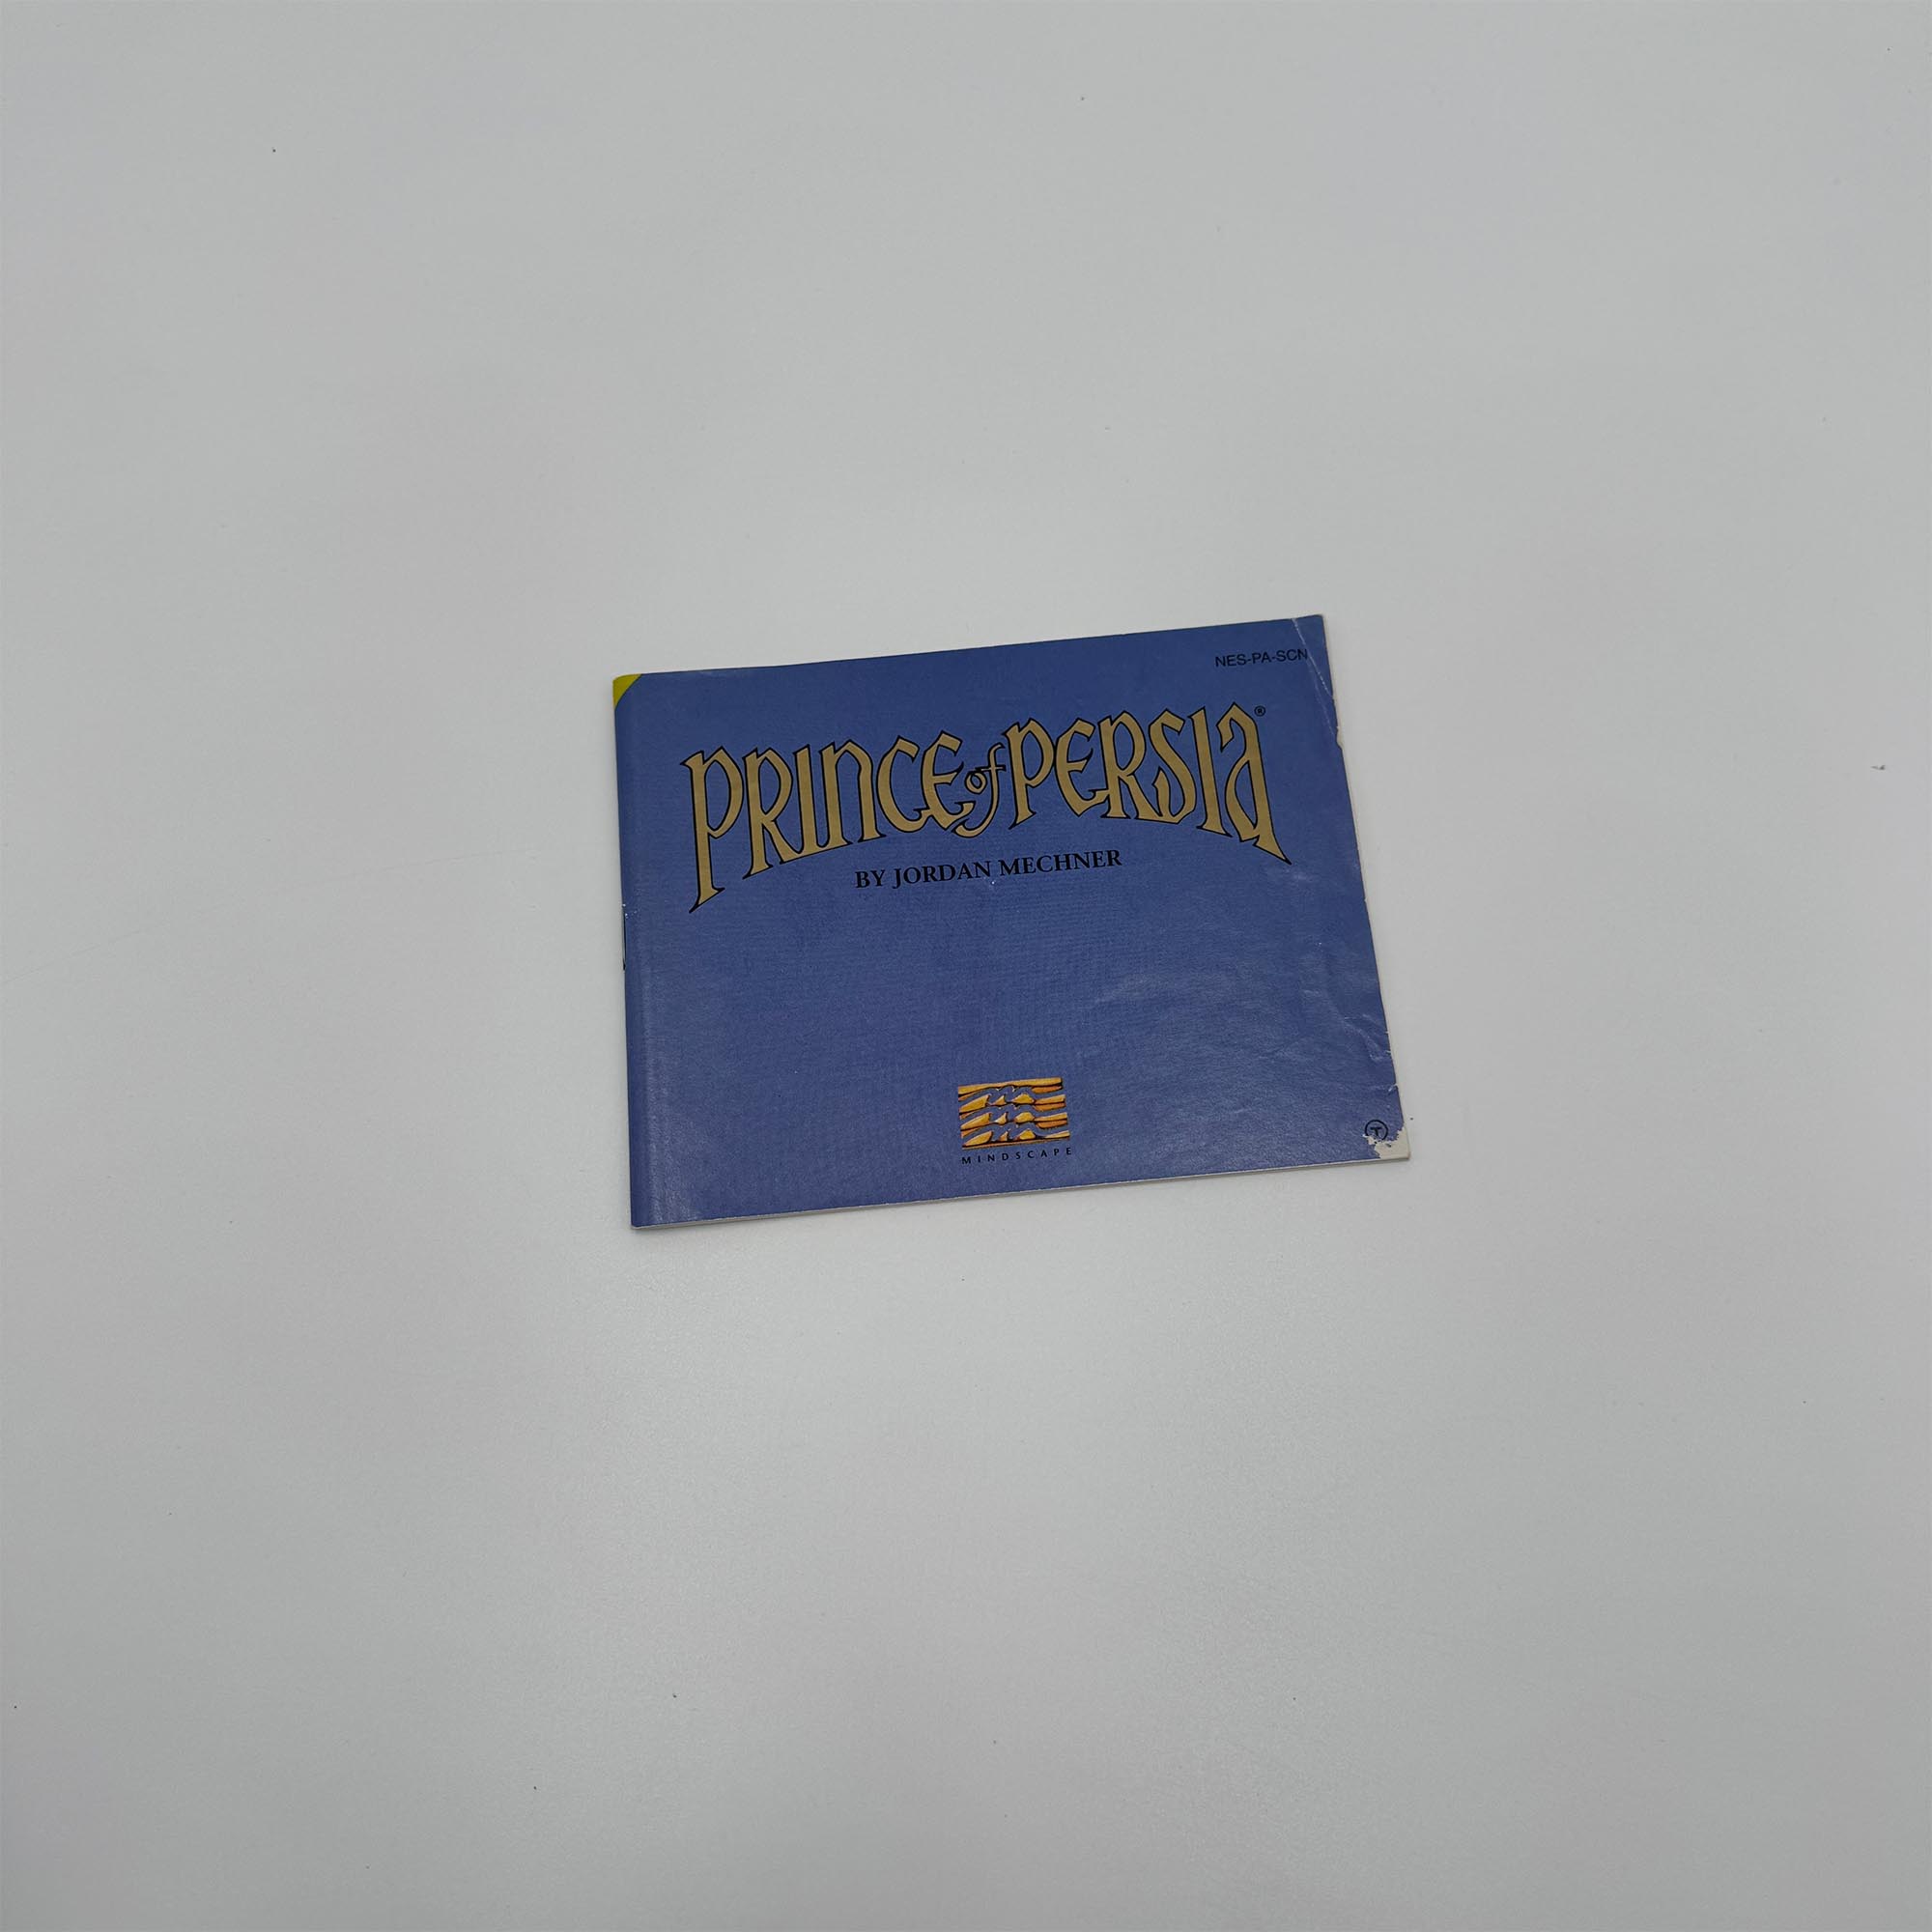 NES-PA-SCN
PRINCE of PERSIA®
BY JORDAN MECHNER
MINDSCAPE
T